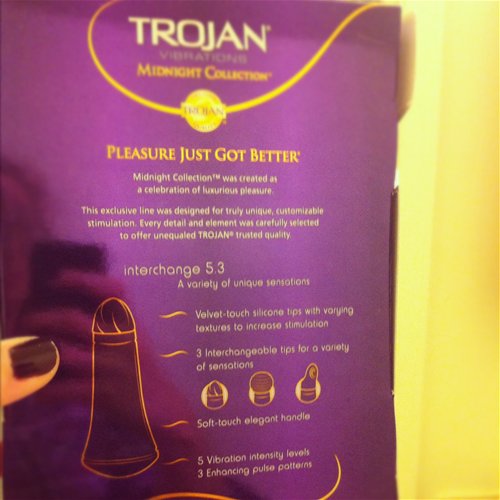 TROJAN®
VIBRATIONS
MIDNIGHT COLLECTION™
TROJAN
PLEASURE JUST GOT BETTER®
Midnight Collection™ was created as
a celebration of luxurious pleasure.
This exclusive line was designed for truly unique, customizable
stimulation. Every detail and element was carefully selected
to offer unequaled TROJAN® trusted quality.
interchange 5.3
A variety of unique sensations
Velvet-touch silicone tips with varying
textures to increase stimulation
3 Interchangeable tips for a variety
of sensations
Soft-touch elegant handle
5 Vibration intensity levels
3 Enhancing pulse patterns